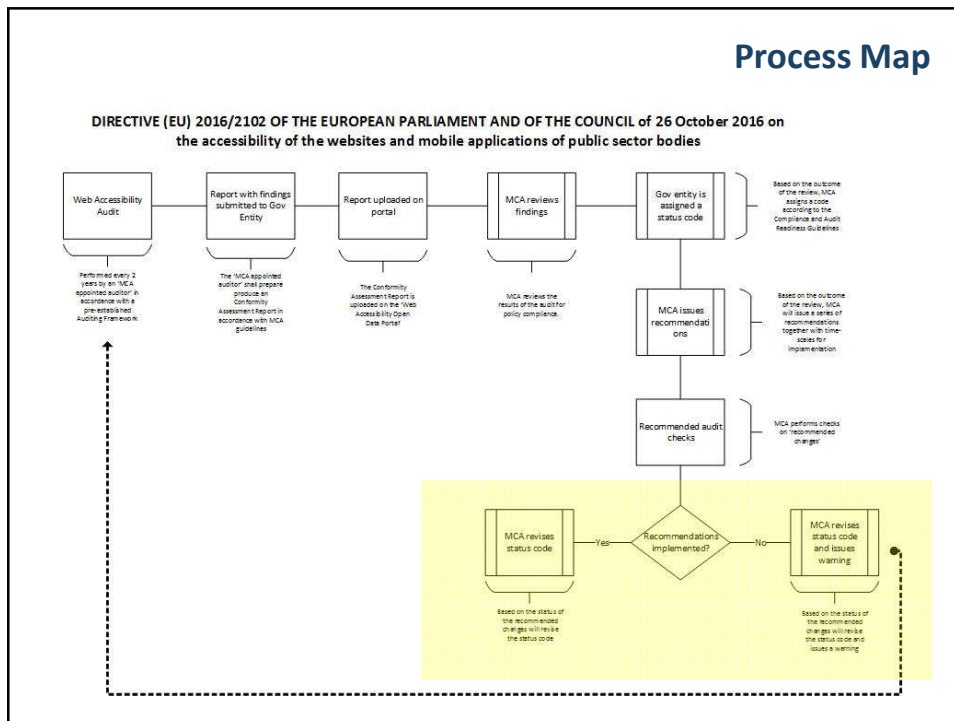 Process Map
DIRECTIVE (EU) 2016/2102 OF THE EUROPEAN PARLIAMENT AND OF THE COUNCIL of 26 October 2016 on
the accessibility of the websites and mobile applications of public sector bodies
Web Accessibility
Audit
Performed every 2
years by an 'MCA
appointed auditor' in
accordance with a
pre-established
Auditing Framework
Report with findings
submitted to Gov
Entity
The 'MCA appointed
auditor' shall prepare
produce an
Conformity
Assessment Report in
accordance with MCA
guidelines
Report uploaded on
portal
The Conformity
Assessment Report is
uploaded on the 'Web
Accessibility Open
Data Portal'
MCA reviews
findings
MCA reviews the
results of the audit for
policy compliance.
Gov entity is
assigned a
status code
Based on the outcome
of the review, MCA
assigns a code
according to the
Compliance and Audit
Readiness Guidelines
MCA issues
recommendati
ons
Based on the outcome
of the review, MCA
will issue a series of
recommendations
together with time-
scales for
implementation
Recommended audit
checks
MCA performs checks
on 'recommended
changes'
Recommendations
implemented?
Yes
No
MCA revises
status code
Based on the status of
the recommended
changes will revise
the status code
MCA revises
status code
and issues
warning
Based on the status of
the recommended
changes will revise
the status code and
issues a warning